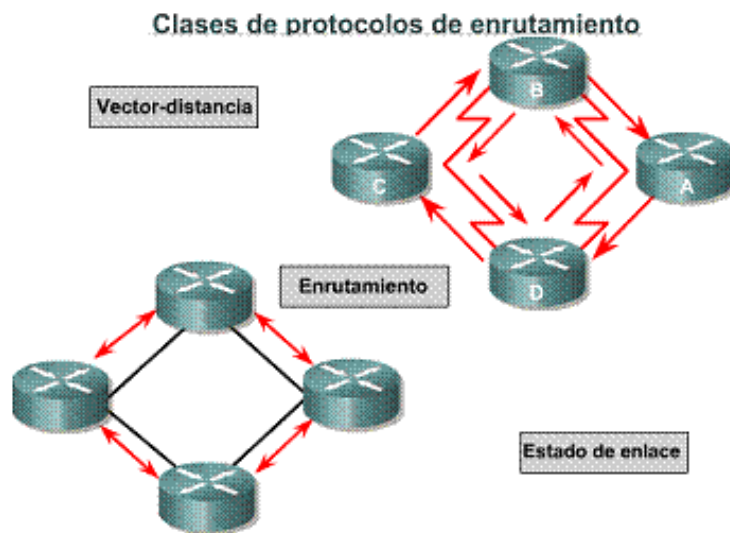 Clases de protocolos de enrutamiento
Vector-distancia
B
C
A
D
Enrutamiento
Estado de enlace